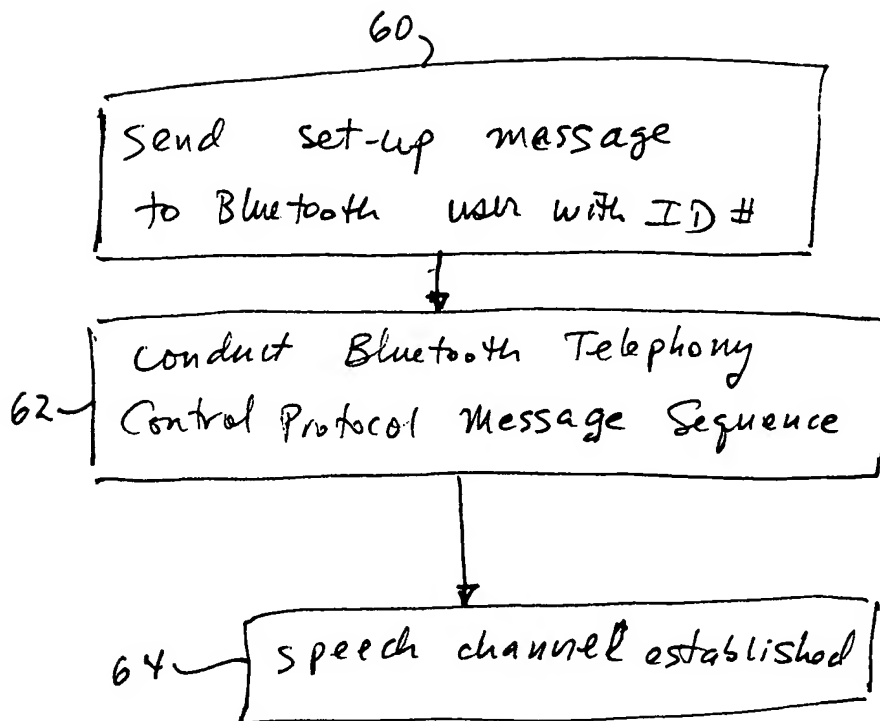 60
Send set-up message
to Bluetooth user with ID #
Conduct Bluetooth Telephony
62
Control Protocol Message Sequence
64
speech channel established